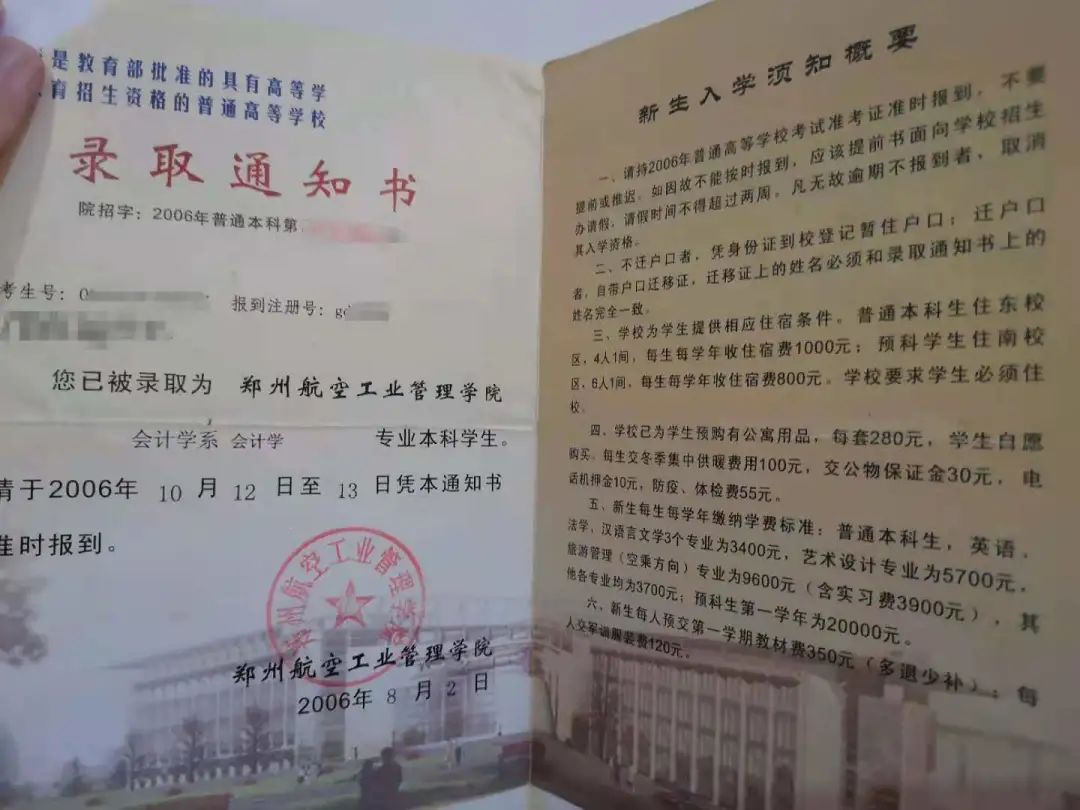 是教育部批准的具有高等学
育招生资格的普通高等学校
录取通知书
院招字：2006年普通本科第
考生号：0
报到注册号：g
您已被录取为 郑州航空工业管理学院
会计学系 会计学 专业本科学生。
请于2006年 10 月 12 日至 13 日凭本通知书
准时报到。
郑州航空工业管理学院
郑州航空工业管理学院
2006年 8 月 2 日
新生入学须知概要
一、请持2006年普通高等学校考试准考证准时报到，不要
提前或推迟。如因故不能按时报到，应该提前书面向学校招生
办请假，请假时间不得超过两周。凡无故逾期不报到者，取消
其入学资格。
二、不迁户口者，凭身份证到校登记暂住户口；迁户口
者，自带户口迁移证，迁移证上的姓名必须和录取通知书上的
姓名完全一致。
三、学校为学生提供相应住宿条件。普通本科生住东校
区，4人1间，每生每学年收住宿费1000元；预科学生住南校
区，6人1间，每生每学年收住宿费800元。学校要求学生必须住
校。
四、学校已为学生预购有公寓用品，每套280元，学生自愿
购买。每生交冬季集中供暖费用100元，交公物保证金30元，电
话机押金10元，防疫、体检费55元。
五、新生每生每学年缴纳学费标准：普通本科生，英语、
法学、汉语言文学3个专业为3400元，艺术设计专业为5700元，
旅游管理（空乘方向）专业为9600元（含实习费3900元），其
他各专业均为3700元；预科生第一学年为20000元。
六、新生每人预交第一学期教材费350元（多退少补）；每
人交军训服装费120元。